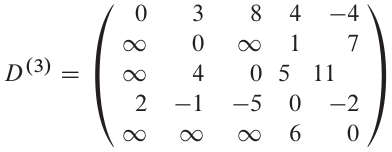 0 3 8 4 −4
∞ 0 ∞ 1 7
D(3) = ∞ 4 0 5 11
2 −1 −5 0 −2
∞ ∞ ∞ 6 0